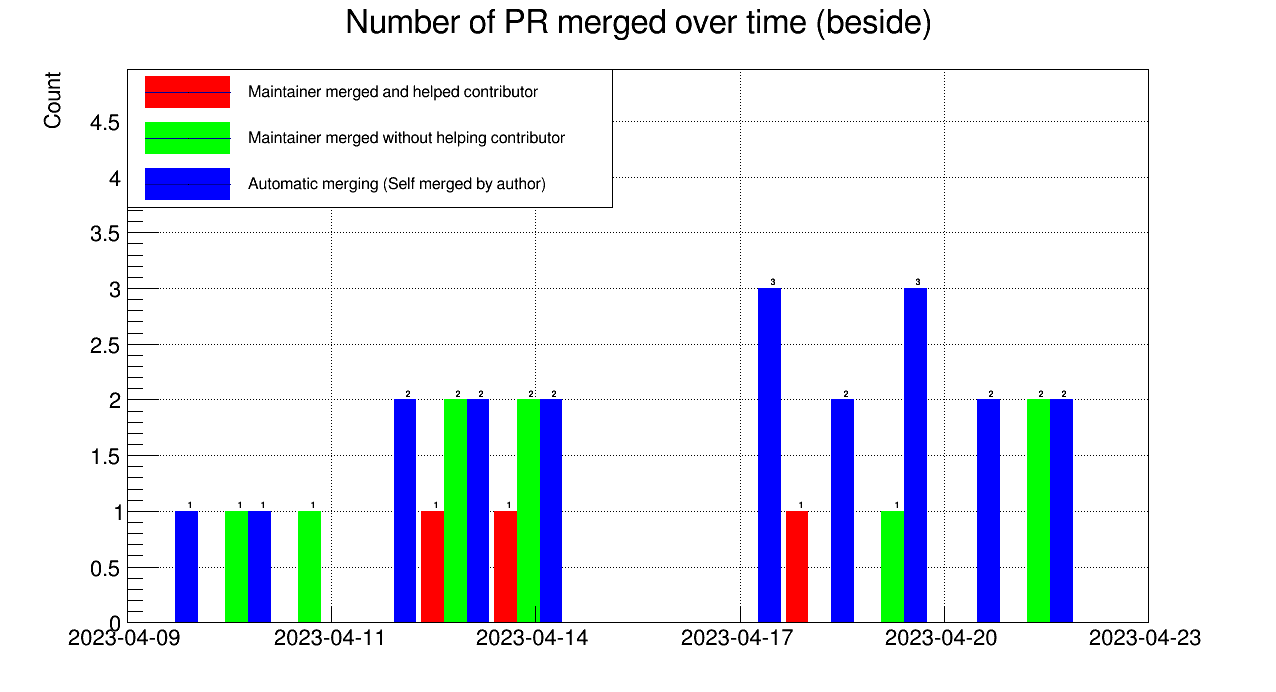 Number of PR merged over time (beside)
Count
Maintainer merged and helped contributor
Maintainer merged without helping contributor
Automatic merging (Self merged by author)
4.5
4
3.5
3
2.5
2
1.5
1
0.5
0
1 1 1 1 2 1 2 2 1 2 2 3 1 2 1 3 2 2 2
2023-04-09 2023-04-11 2023-04-14 2023-04-17 2023-04-20 2023-04-23